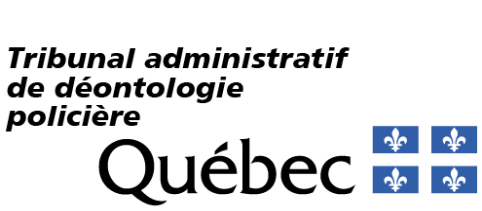 Tribunal administratif
de déontologie
policière
Québec